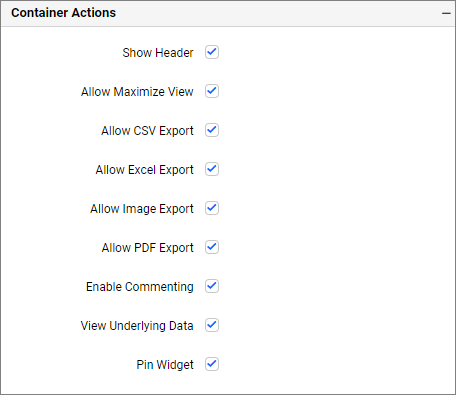 Container Actions
Show Header
Allow Maximize View
Allow CSV Export
Allow Excel Export
Allow Image Export
Allow PDF Export
Enable Commenting
View Underlying Data
Pin Widget